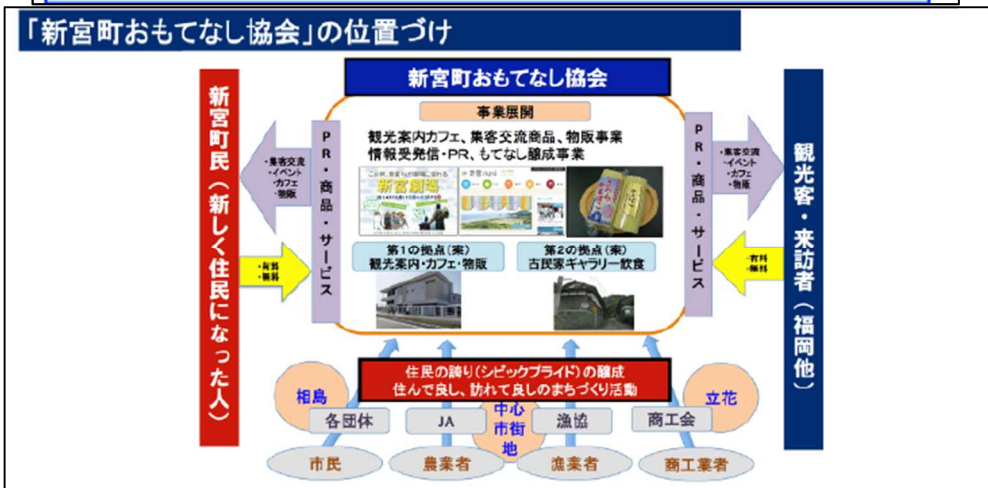 「新宮町おもてなし協会」の位置づけ
新宮町おもてなし協会
事業展開
観光案内カフェ、集客交流商品、物販事業
情報受発信・PR、もてなし醸成事業
新宮町民（新しく住民になった人）
・集客交流
・イベント
・カフェ
・物販
PR・商品・サービス
・有料
・無料
新宮劇場
第1の拠点（案）
観光案内・カフェ・物販
第2の拠点（案）
古民家ギャラリー飲食
PR・商品・サービス
・集客交流
・イベント
・カフェ
・物販
・有料
・無料
観光客・来訪者（福岡他）
住民の誇り（シビックプライド）の醸成
住んで良し、訪れて良しのまちづくり活動
相島
中心
市街
地
立花
各団体
JA
漁協
商工会
市民
農業者
漁業者
商工業者